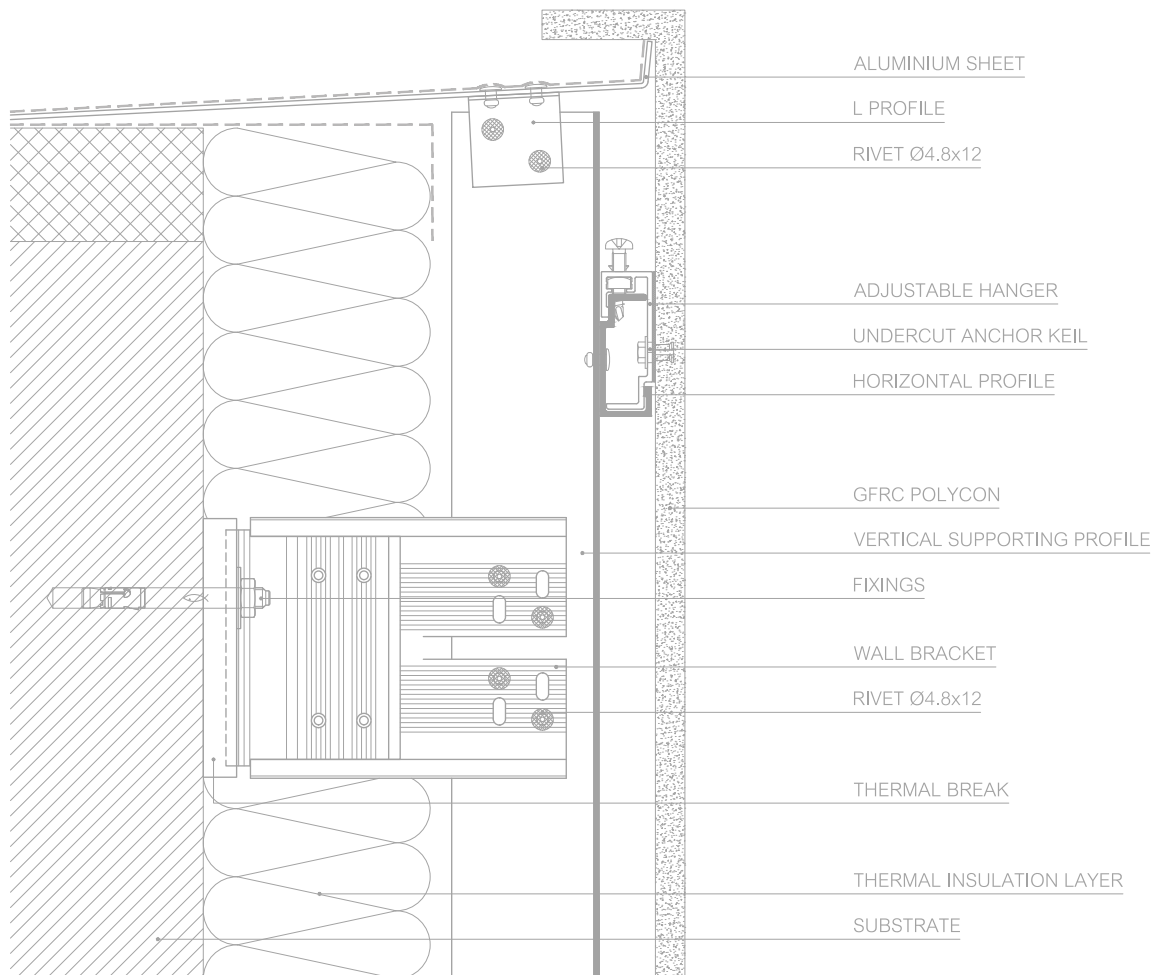 ALUMINIUM SHEET
L PROFILE
RIVET Ø4.8x12
ADJUSTABLE HANGER
UNDERCUT ANCHOR KEIL
HORIZONTAL PROFILE
GFRC POLYCON
VERTICAL SUPPORTING PROFILE
FIXINGS
WALL BRACKET
RIVET Ø4.8x12
THERMAL BREAK
THERMAL INSULATION LAYER
SUBSTRATE